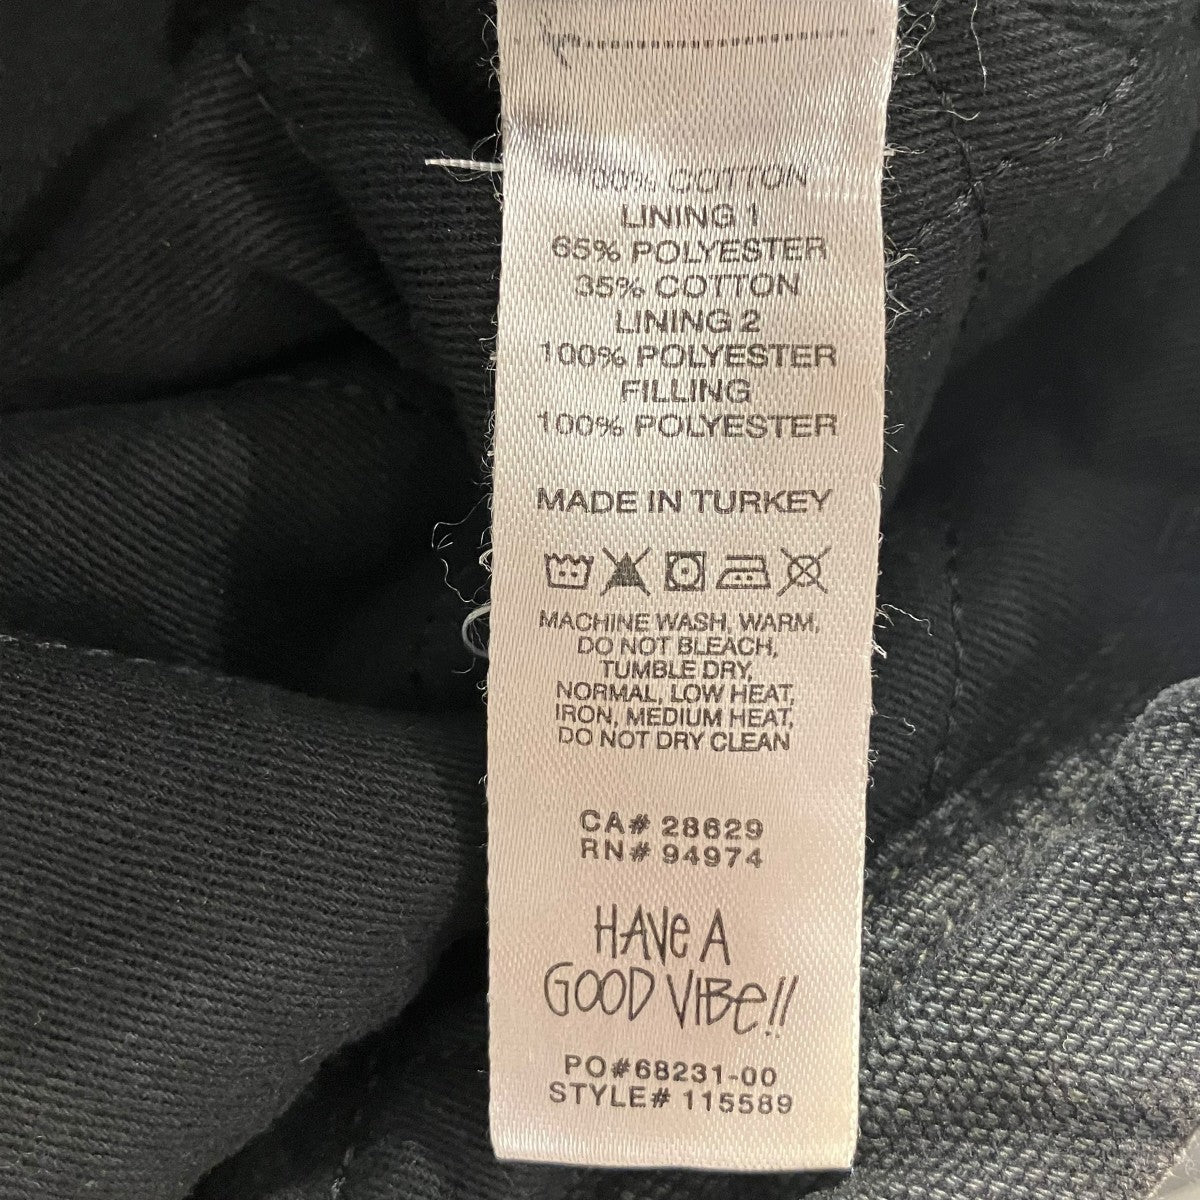 100% COTTON
LINING 1
65% POLYESTER
35% COTTON
LINING 2
100% POLYESTER
FILLING
100% POLYESTER
MADE IN TURKEY
MACHINE WASH, WARM,
DO NOT BLEACH,
TUMBLE DRY,
NORMAL, LOW HEAT,
IRON, MEDIUM HEAT,
DO NOT DRY CLEAN
CA# 28629
RN# 94974
HAVE A
GOOD VIBE!!
PO#68231-00
STYLE# 115589